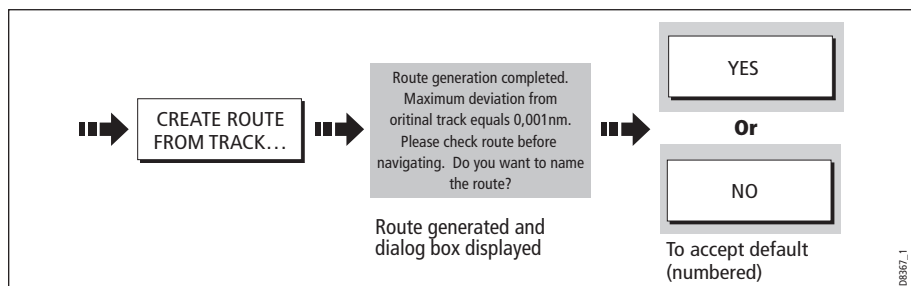 CREATE ROUTE
FROM TRACK...
Route generation completed.
Maximum deviation from
oritinal track equals 0,001nm.
Please check route before
navigating. Do you want to name
the route?
Route generated and
dialog box displayed
YES
Or
NO
To accept default
(numbered)
D8367_1